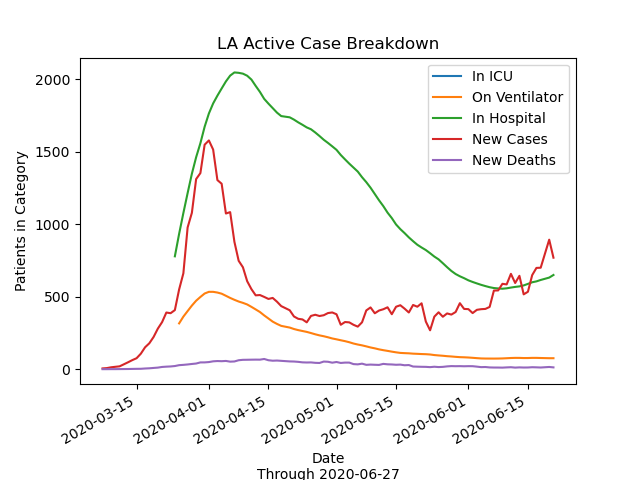 LA Active Case Breakdown
Patients in Category
2000
1500
1000
500
0
In ICU
On Ventilator
In Hospital
New Cases
New Deaths
2020-03-15
2020-04-01
2020-04-15
2020-05-01
2020-05-15
2020-06-01
2020-06-15
Date
Through 2020-06-27